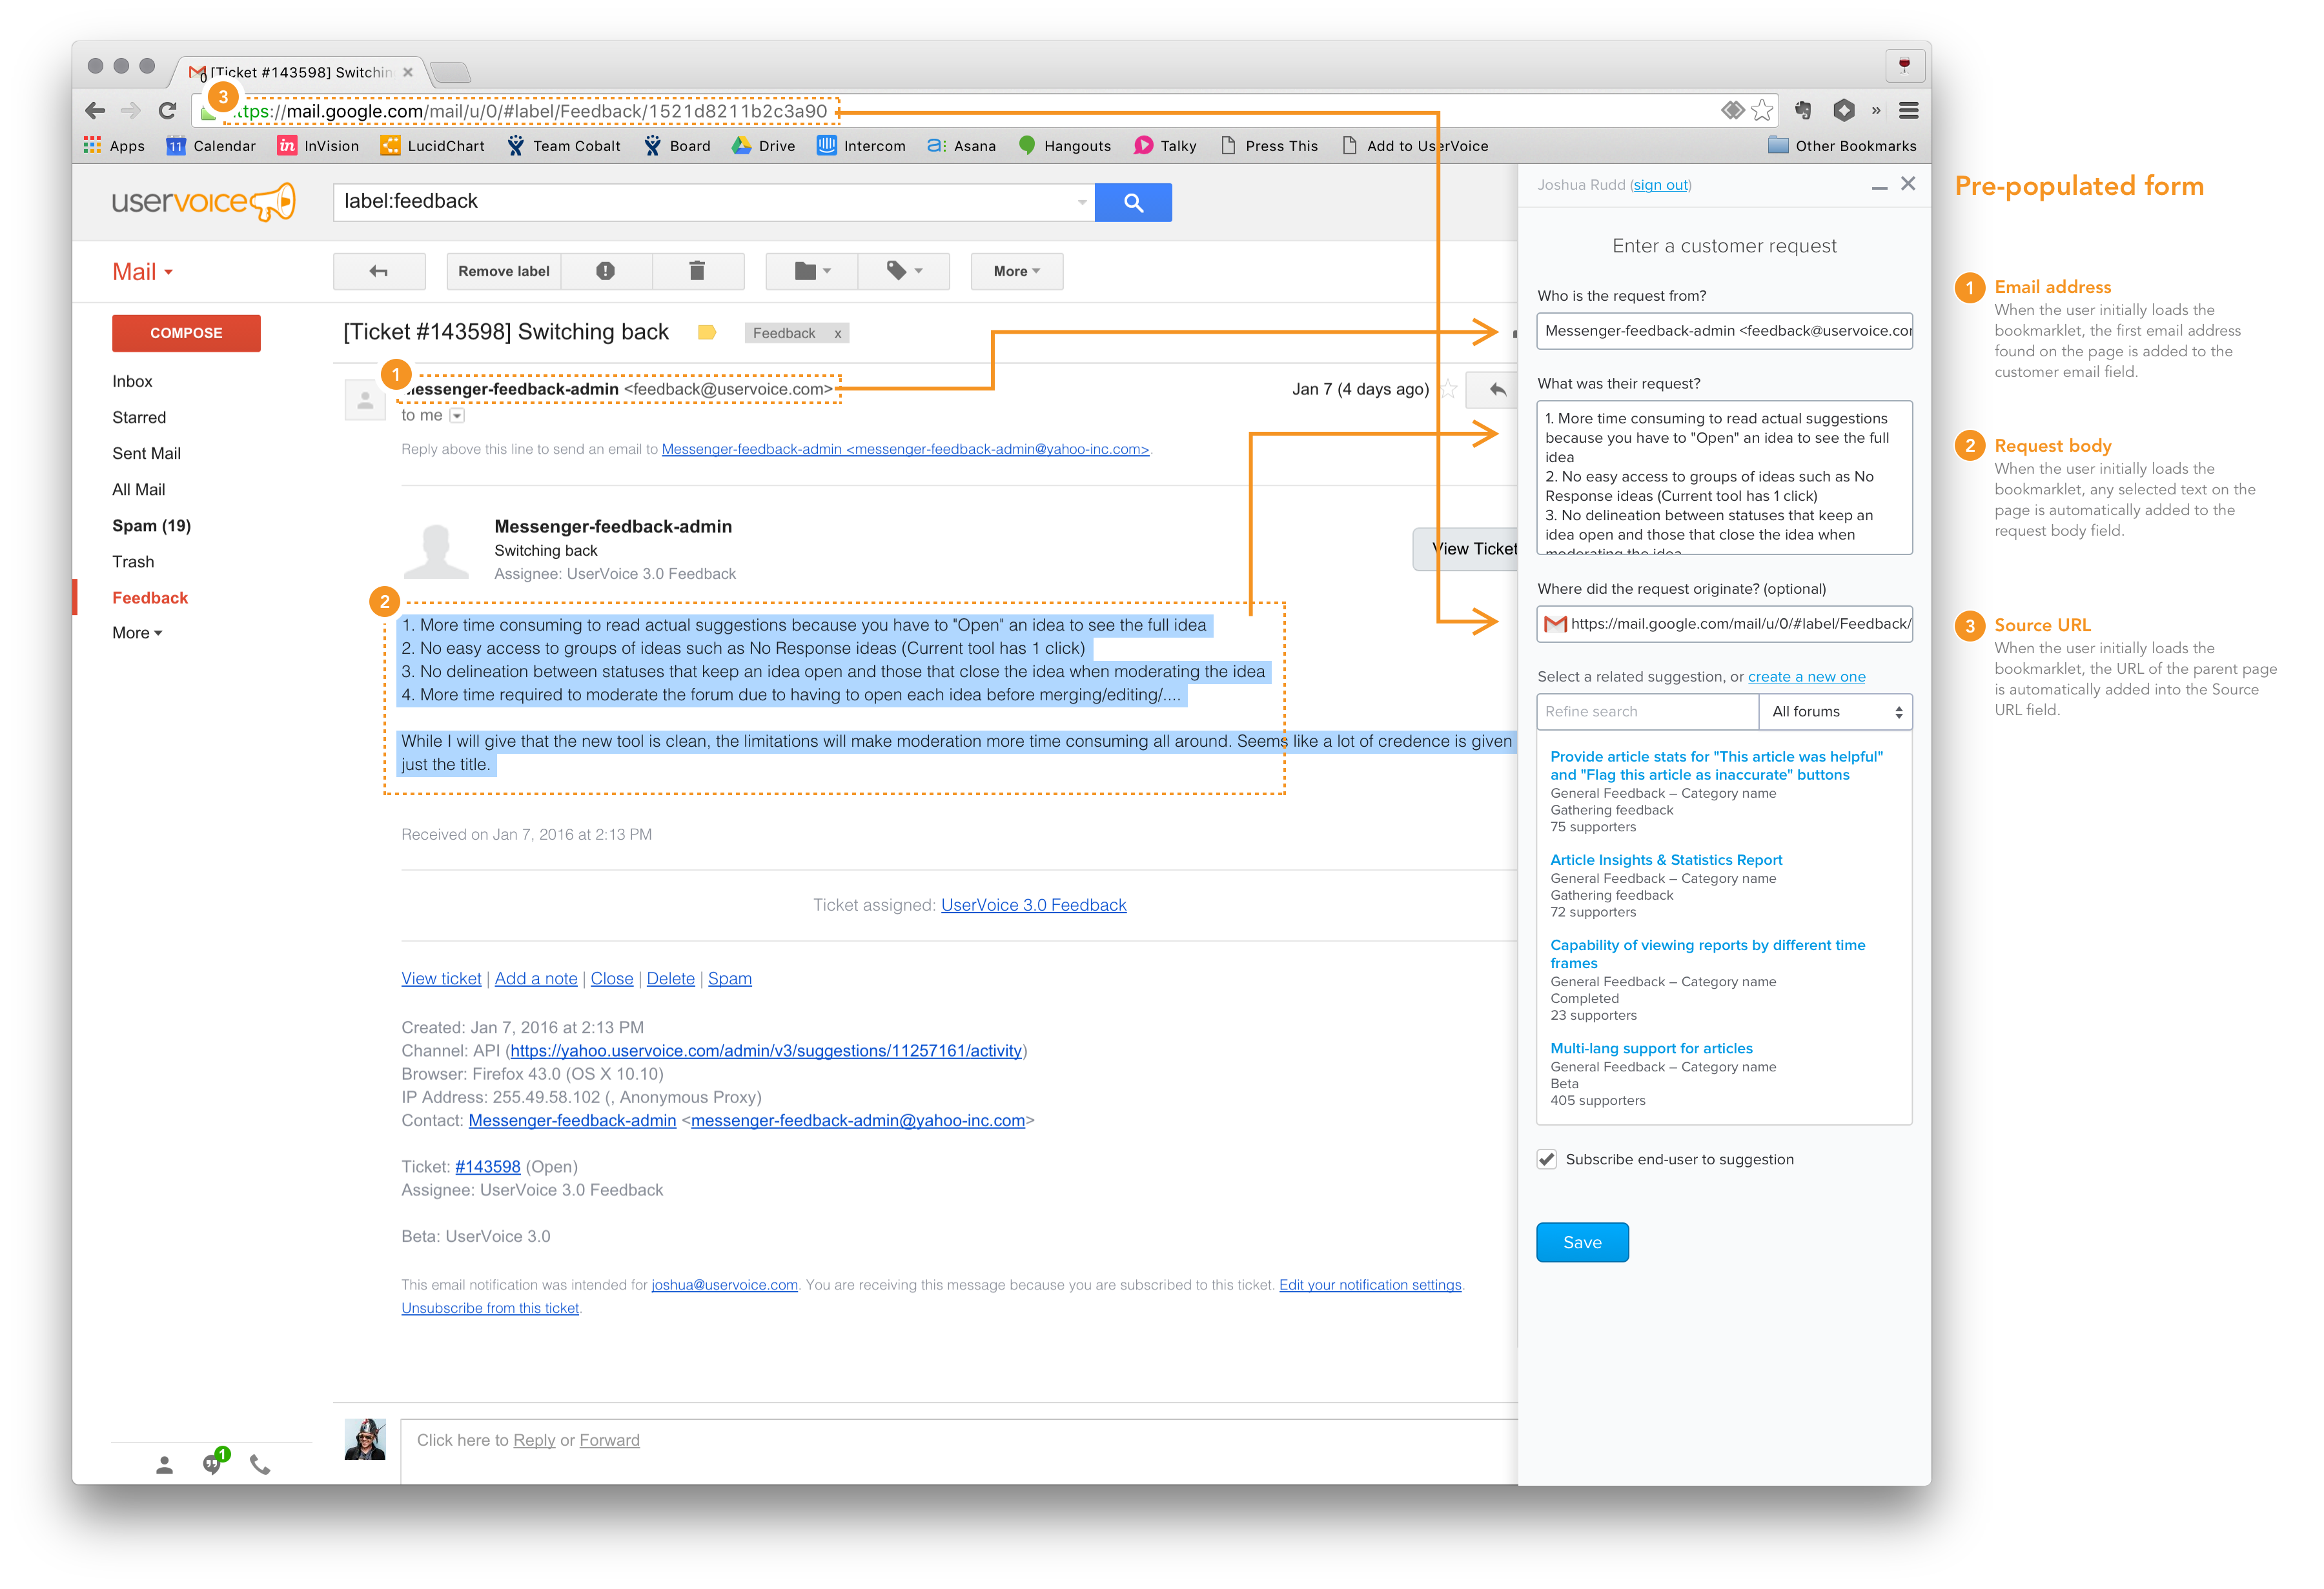 [Ticket #143598] Switchin
3
tps://mail.google.com/mail/u/0/#label/Feedback/1521d8211b2c3a90
Apps
11
Calendar
in
InVision
LucidChart
Team Cobalt
Board
Drive
Intercom
a:
Asana
Hangouts
Talky
Press This
Add to UserVoice
»
Other Bookmarks
uservoice
label:feedback
Mail
Remove label
More
COMPOSE
Inbox
Starred
Sent Mail
All Mail
Spam (19)
Trash
Feedback
More
1
[Ticket #143598] Switching back
Feedback x
1
essenger-feedback-admin <feedback@uservoice.com>
Jan 7 (4 days ago)
to me
Reply above this line to send an email to Messenger-feedback-admin <messenger-feedback-admin@yahoo-inc.com>.
Messenger-feedback-admin
Switching back
Assignee: UserVoice 3.0 Feedback
View Ticket
2
1. More time consuming to read actual suggestions because you have to "Open" an idea to see the full idea
2. No easy access to groups of ideas such as No Response ideas (Current tool has 1 click)
3. No delineation between statuses that keep an idea open and those that close the idea when moderating the idea
4. More time required to moderate the forum due to having to open each idea before merging/editing/....
While I will give that the new tool is clean, the limitations will make moderation more time consuming all around. Seems like a lot of credence is given
just the title.
Received on Jan 7, 2016 at 2:13 PM
Ticket assigned: UserVoice 3.0 Feedback
View ticket | Add a note | Close | Delete | Spam
Created: Jan 7, 2016 at 2:13 PM
Channel: API (https://yahoo.uservoice.com/admin/v3/suggestions/11257161/activity)
Browser: Firefox 43.0 (OS X 10.10)
IP Address: 255.49.58.102 (, Anonymous Proxy)
Contact: Messenger-feedback-admin <messenger-feedback-admin@yahoo-inc.com>
Ticket: #143598 (Open)
Assignee: UserVoice 3.0 Feedback
Beta: UserVoice 3.0
This email notification was intended for joshua@uservoice.com. You are receiving this message because you are subscribed to this ticket. Edit your notification settings.
Unsubscribe from this ticket.
Click here to Reply or Forward
Joshua Rudd (sign out)
Enter a customer request
Who is the request from?
Messenger-feedback-admin <feedback@uservoice.com
What was their request?
1. More time consuming to read actual suggestions
because you have to "Open" an idea to see the full
idea
2. No easy access to groups of ideas such as No
Response ideas (Current tool has 1 click)
3. No delineation between statuses that keep an
idea open and those that close the idea when
moderating the idea
Where did the request originate? (optional)
https://mail.google.com/mail/u/0/#label/Feedback/
Select a related suggestion, or create a new one
Refine search
All forums
Provide article stats for "This article was helpful"
and "Flag this article as inaccurate" buttons
General Feedback – Category name
Gathering feedback
75 supporters
Article Insights & Statistics Report
General Feedback – Category name
Gathering feedback
72 supporters
Capability of viewing reports by different time
frames
General Feedback – Category name
Completed
23 supporters
Multi-lang support for articles
General Feedback – Category name
Beta
405 supporters
Subscribe end-user to suggestion
Save
Pre-populated form
1 Email address
When the user initially loads the
bookmarklet, the first email address
found on the page is added to the
customer email field.
2 Request body
When the user initially loads the
bookmarklet, any selected text on the
page is automatically added to the
request body field.
3 Source URL
When the user initially loads the
bookmarklet, the URL of the parent page
is automatically added into the Source
URL field.